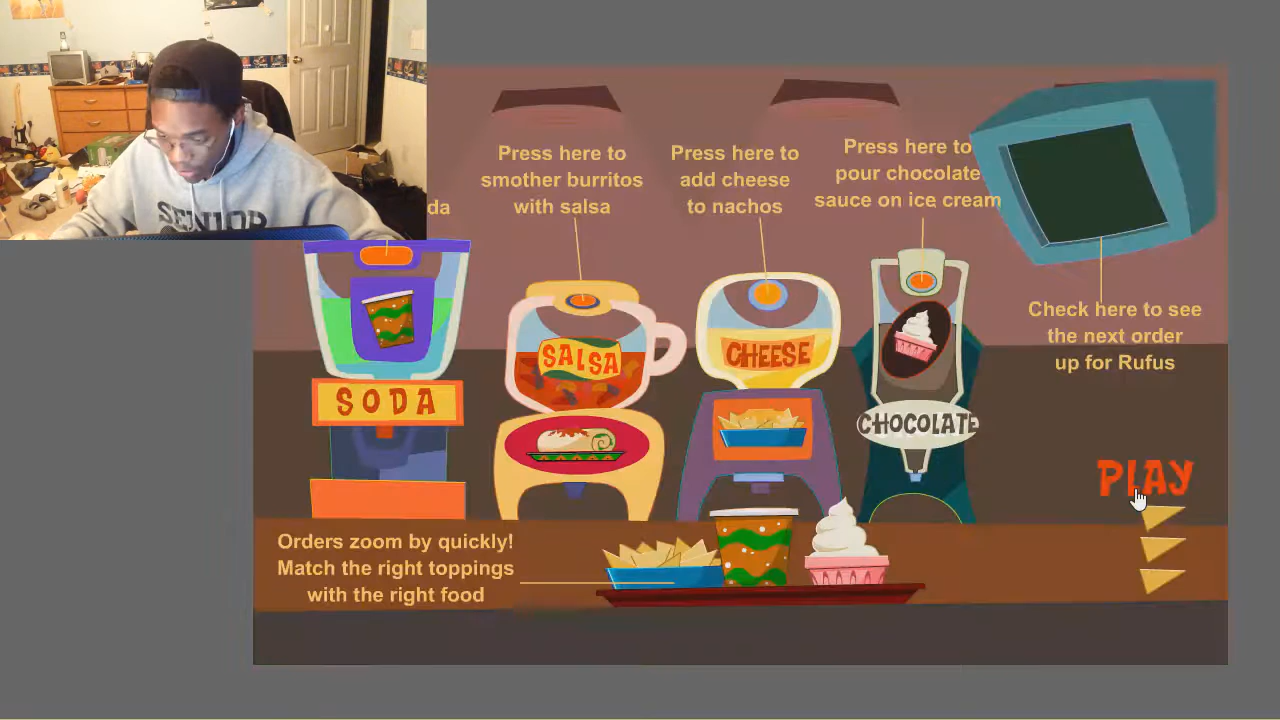 SENIOR
da
Press here to
smother burritos
with salsa
Press here to
add cheese
to nachos
Press here to
pour chocolate
sauce on ice cream
Check here to see
the next order
up for Rufus
SODA
SALSA
CHEESE
CHOCOLATE
PLAY
Orders zoom by quickly!
Match the right toppings
with the right food